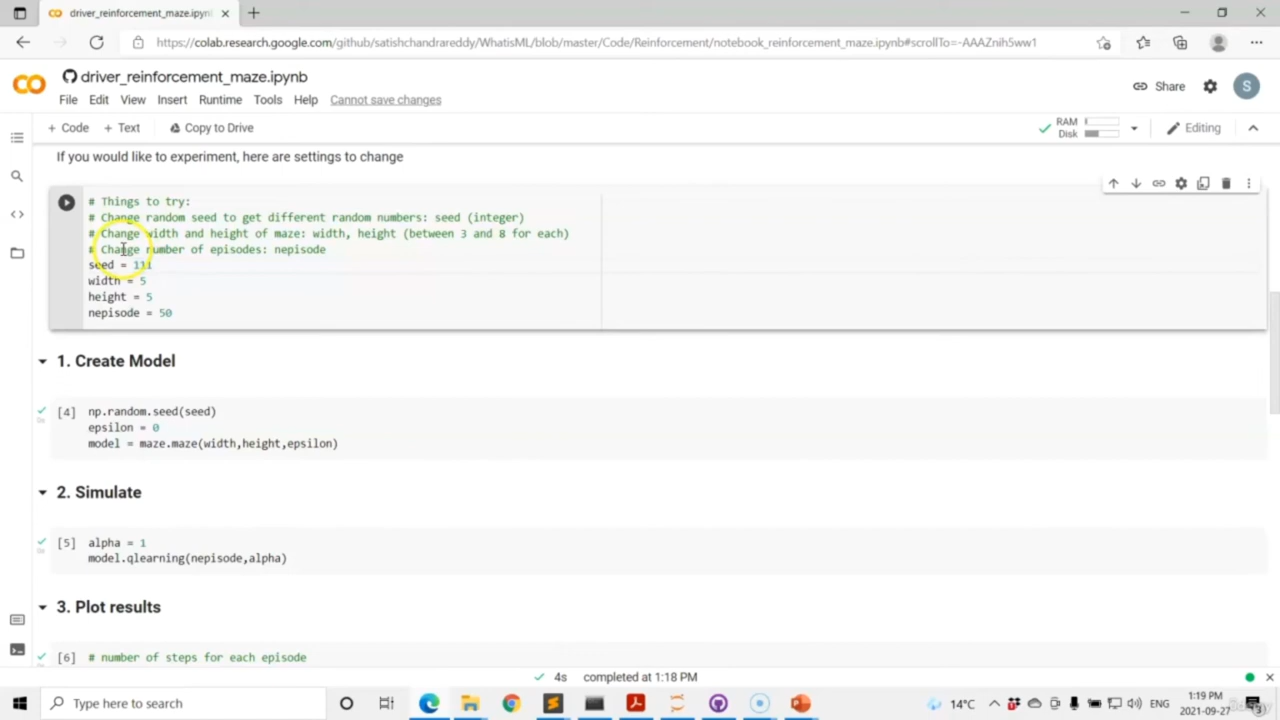 driver_reinforcement_maze.ipynb
https://colab.research.google.com/github/satishchandrareddy/WhatisML/blob/master/Code/Reinforcement/notebook_reinforcement_maze.ipynb#scrollTo=-AAAZnih5ww1
driver_reinforcement_maze.ipynb
Share
S
File Edit View Insert Runtime Tools Help Cannot save changes
+ Code + Text Copy to Drive
RAM
Disk
Editing
If you would like to experiment, here are settings to change
# Things to try:
# Change random seed to get different random numbers: seed (integer)
# Change width and height of maze: width, height (between 3 and 8 for each)
# Change number of episodes: nepisode
seed = 111
width = 5
height = 5
nepisode = 50
1. Create Model
[4] np.random.seed(seed)
epsilon = 0
model = maze.maze(width,height,epsilon)
2. Simulate
[5] alpha = 1
model.qlearning(nepisode,alpha)
3. Plot results
[6] # number of steps for each episode
4s completed at 1:18 PM
Type here to search
14°C
ENG
1:19 PM
2021-09-27